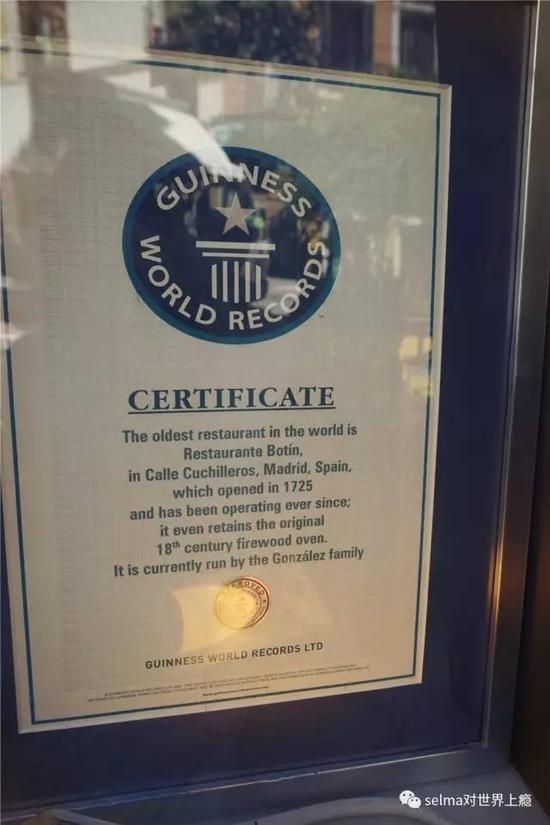 GUINNESS
WORLD RECORDS
CERTIFICATE
The oldest restaurant in the world is
Restaurante Botín,
in Calle Cuchilleros, Madrid, Spain,
which opened in 1725
and has been operating ever since;
it even retains the original
18th century firewood oven.
It is currently run by the González family
APPROVED
GUINNESS WORLD RECORDS LTD
selma对世界上瘾